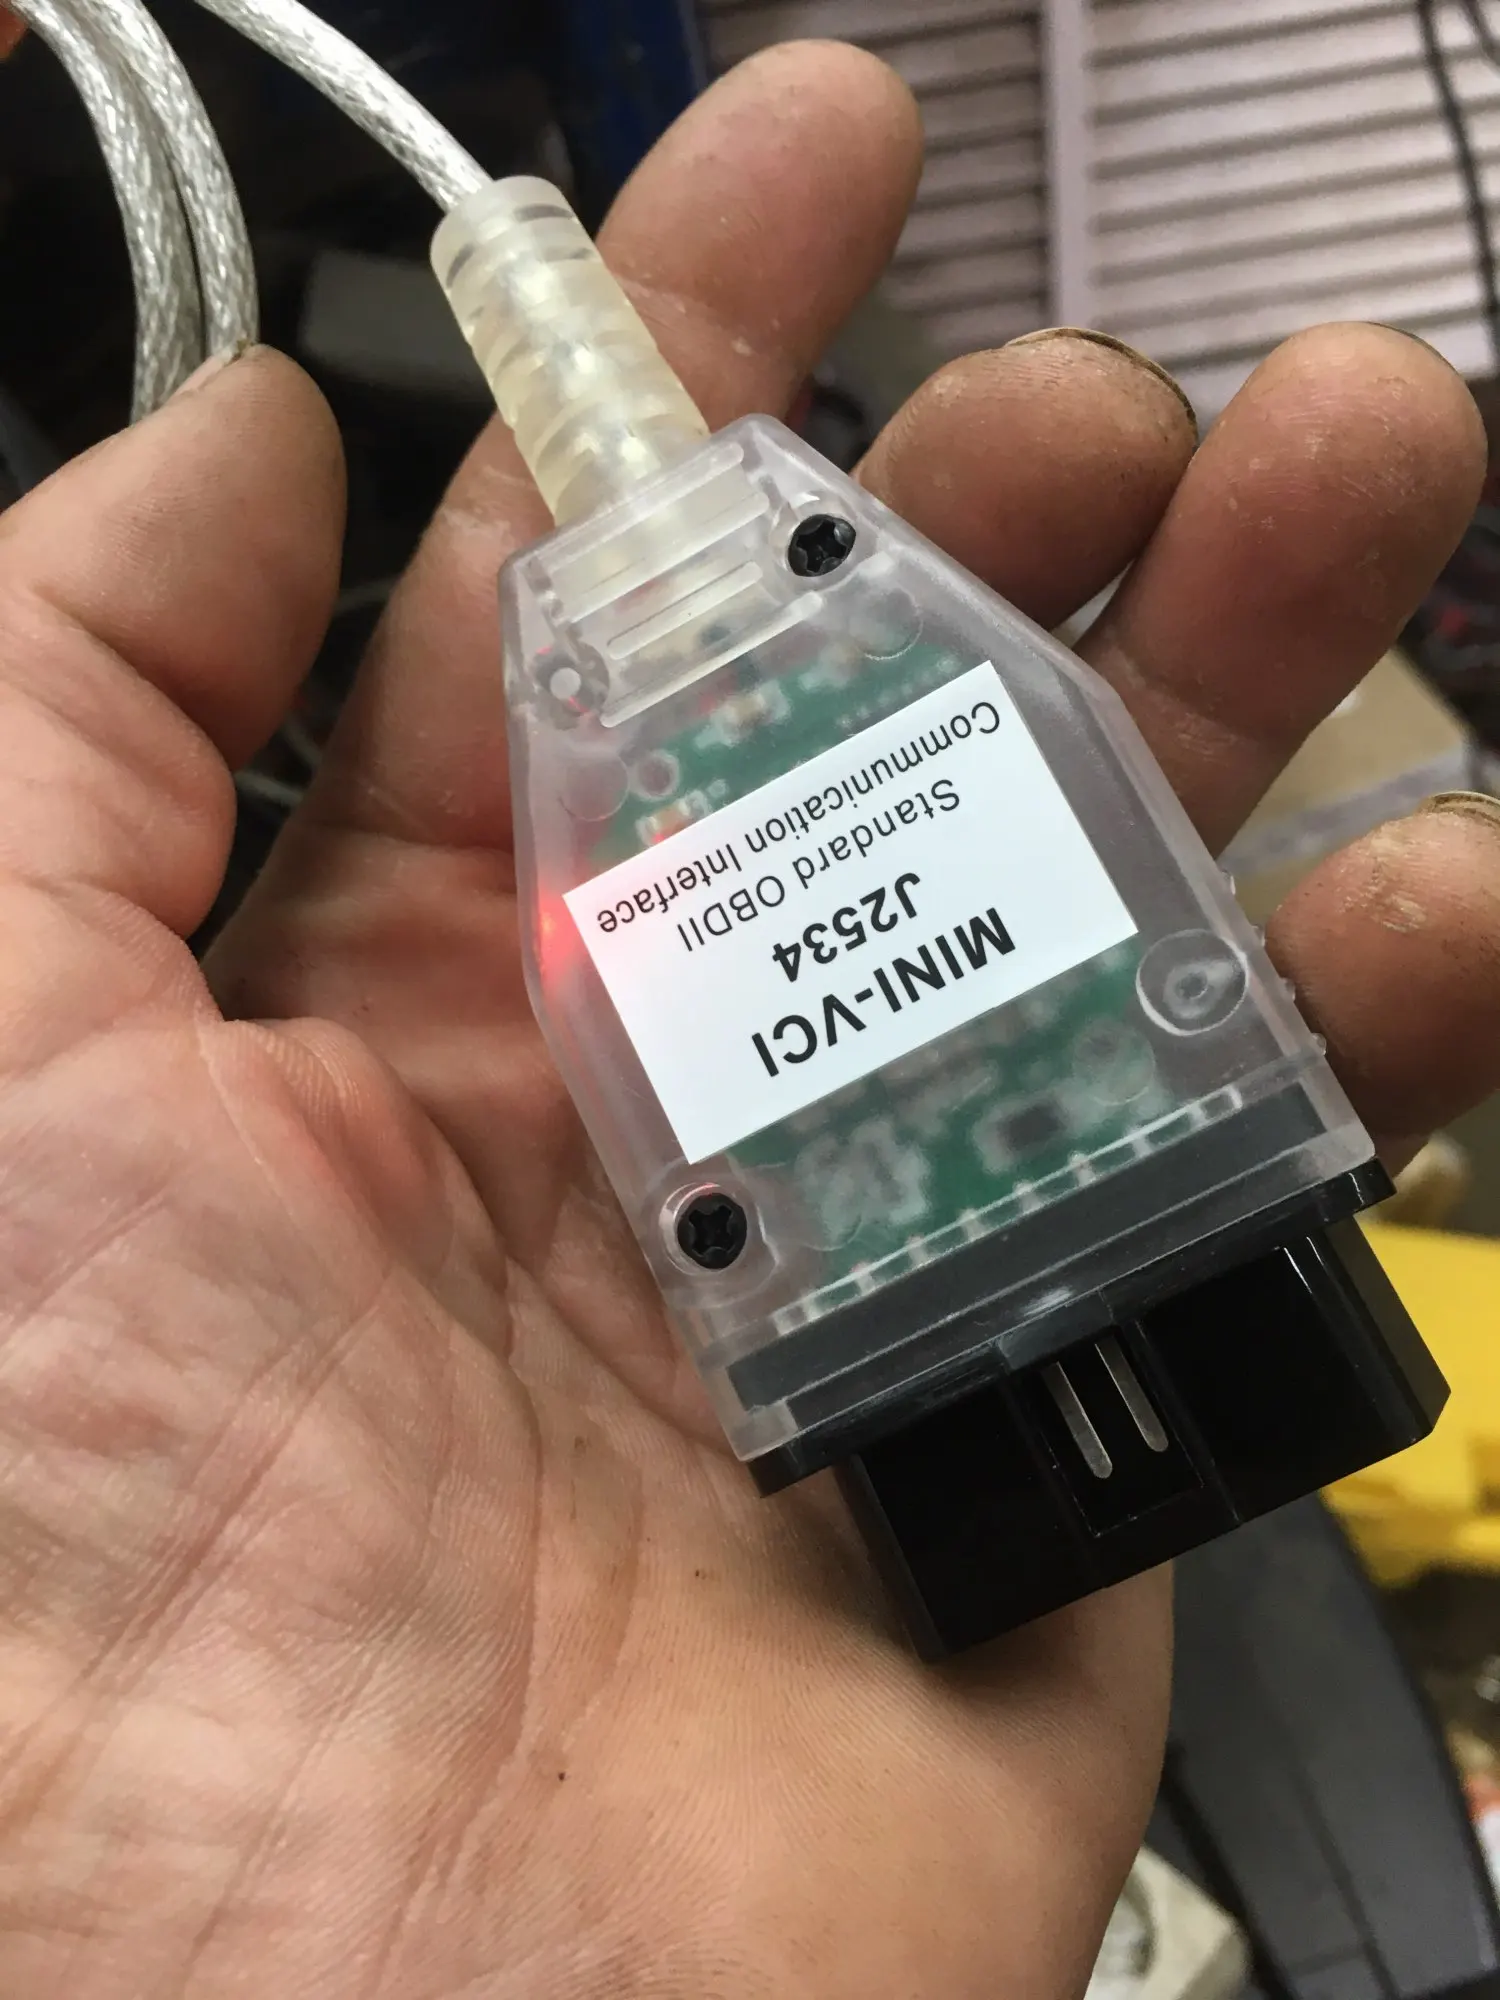 MINI-VCI
J2534
Standard OBDII
Communication Interface